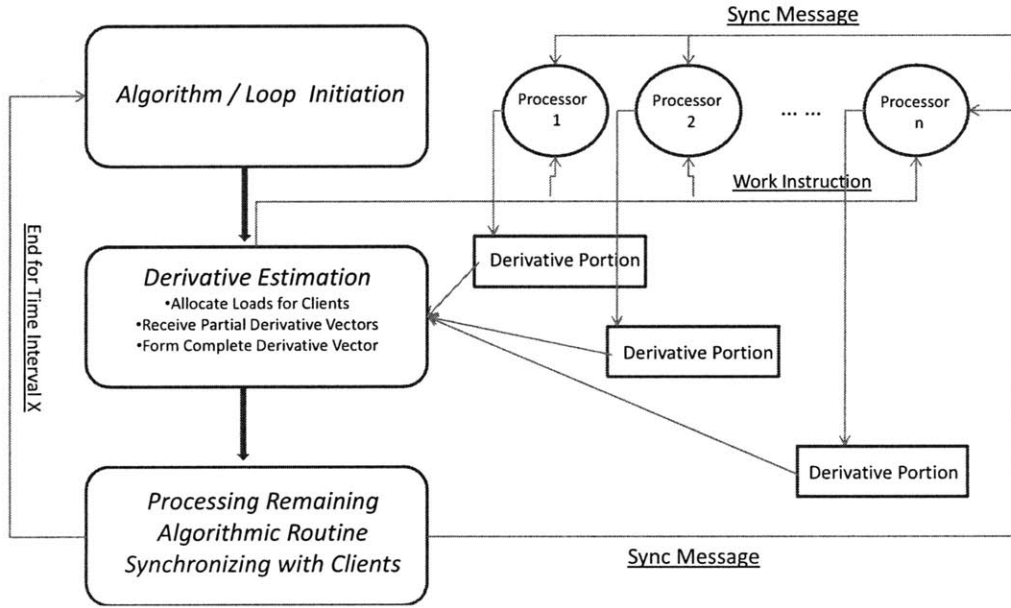 Sync Message
Algorithm / Loop Initiation
Processor
1
Processor
2
... ...
Processor
n
Work Instruction
End for Time Interval X
Derivative Estimation
•Allocate Loads for Clients
•Receive Partial Derivative Vectors
•Form Complete Derivative Vector
Derivative Portion
Derivative Portion
Derivative Portion
Processing Remaining
Algorithmic Routine
Synchronizing with Clients
Sync Message